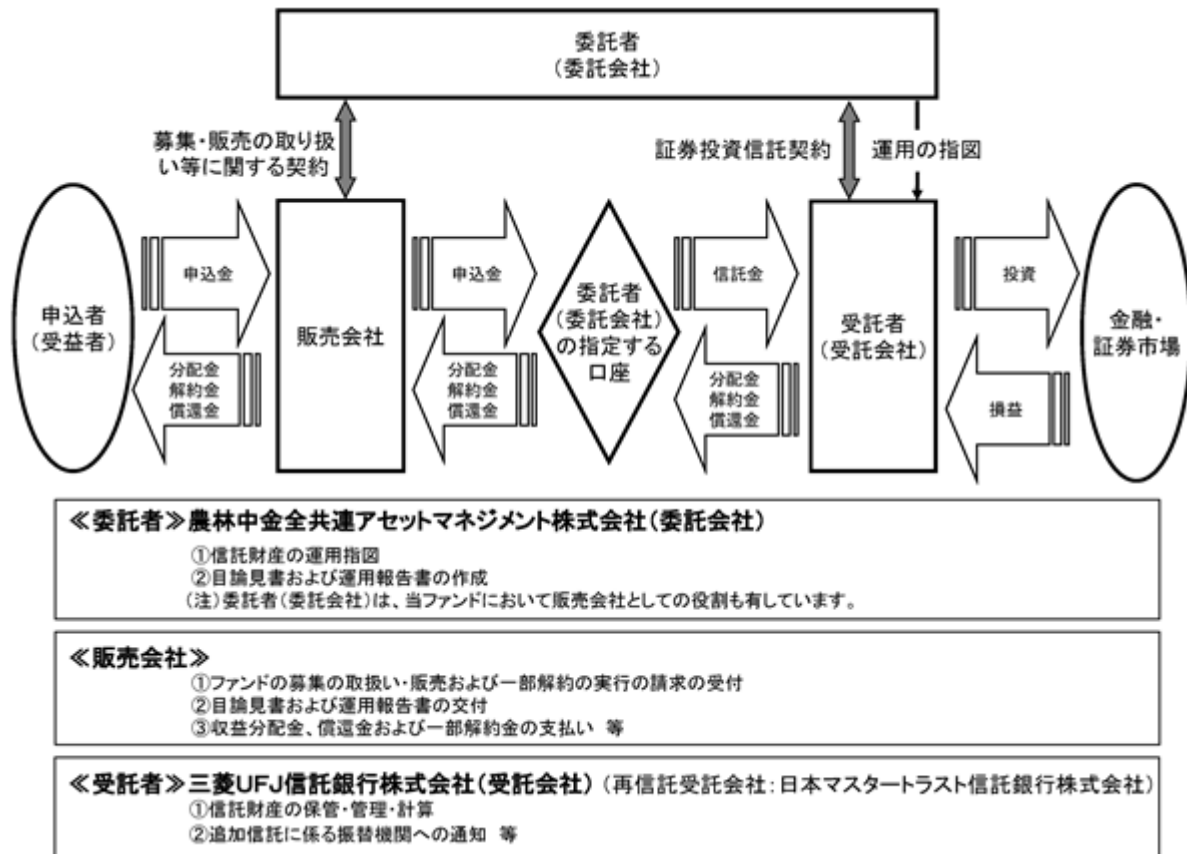 委託者
(委託会社)
募集・販売の取り扱
い等に関する契約
証券投資信託契約
運用の指図
申込者
(受益者)
申込金
分配金
解約金
償還金
販売会社
申込金
分配金
解約金
償還金
委託者
(委託会社)
の指定する
口座
信託金
分配金
解約金
償還金
受託者
(受託会社)
投資
損益
金融・
証券市場
≪委託者≫農林中金全共連アセットマネジメント株式会社(委託会社)
①信託財産の運用指図
②目論見書および運用報告書の作成
(注)委託者(委託会社)は、当ファンドにおいて販売会社としての役割も有しています。
≪販売会社≫
①ファンドの募集の取扱い・販売および一部解約の実行の請求の受付
②目論見書および運用報告書の交付
③収益分配金、償還金および一部解約金の支払い 等
≪受託者≫三菱UFJ信託銀行株式会社(受託会社) (再信託受託会社:日本マスタートラスト信託銀行株式会社)
①信託財産の保管・管理・計算
②追加信託に係る振替機関への通知 等